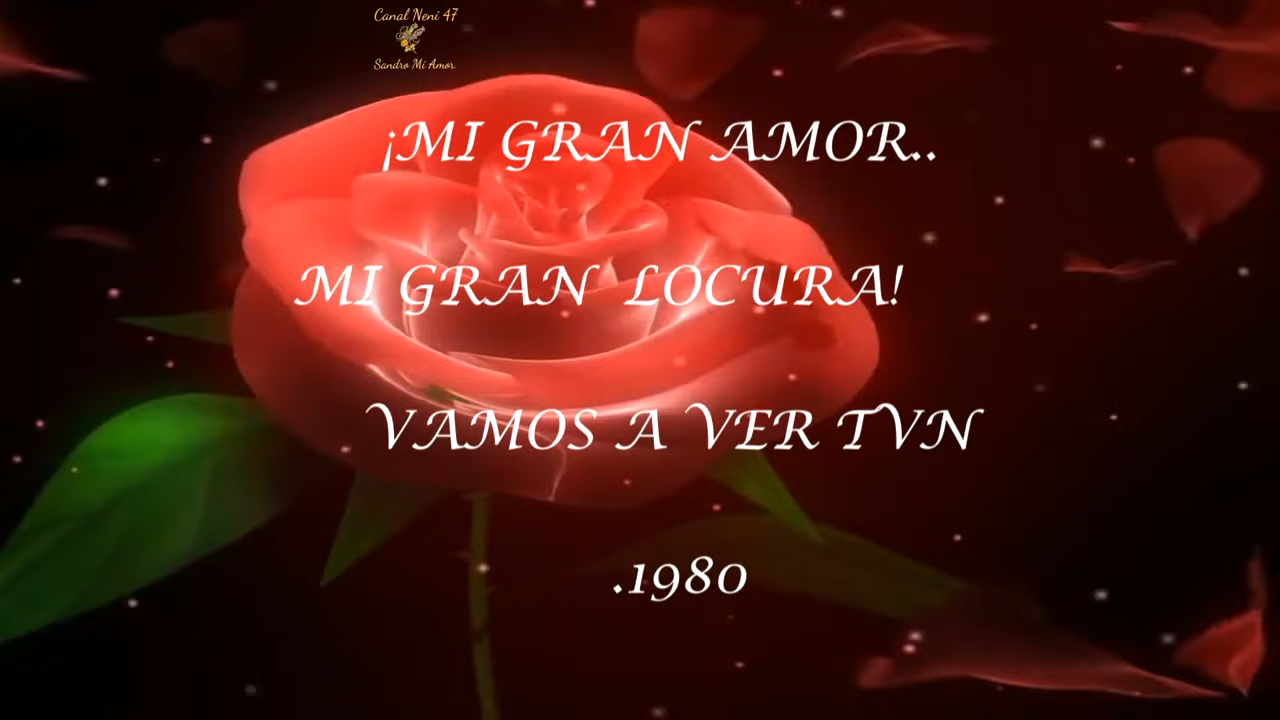 Canal Neni 47
Sandro Mi Amor.
¡MI GRAN AMOR..
MI GRAN LOCURA!
VAMOS A VER TVN
.1980